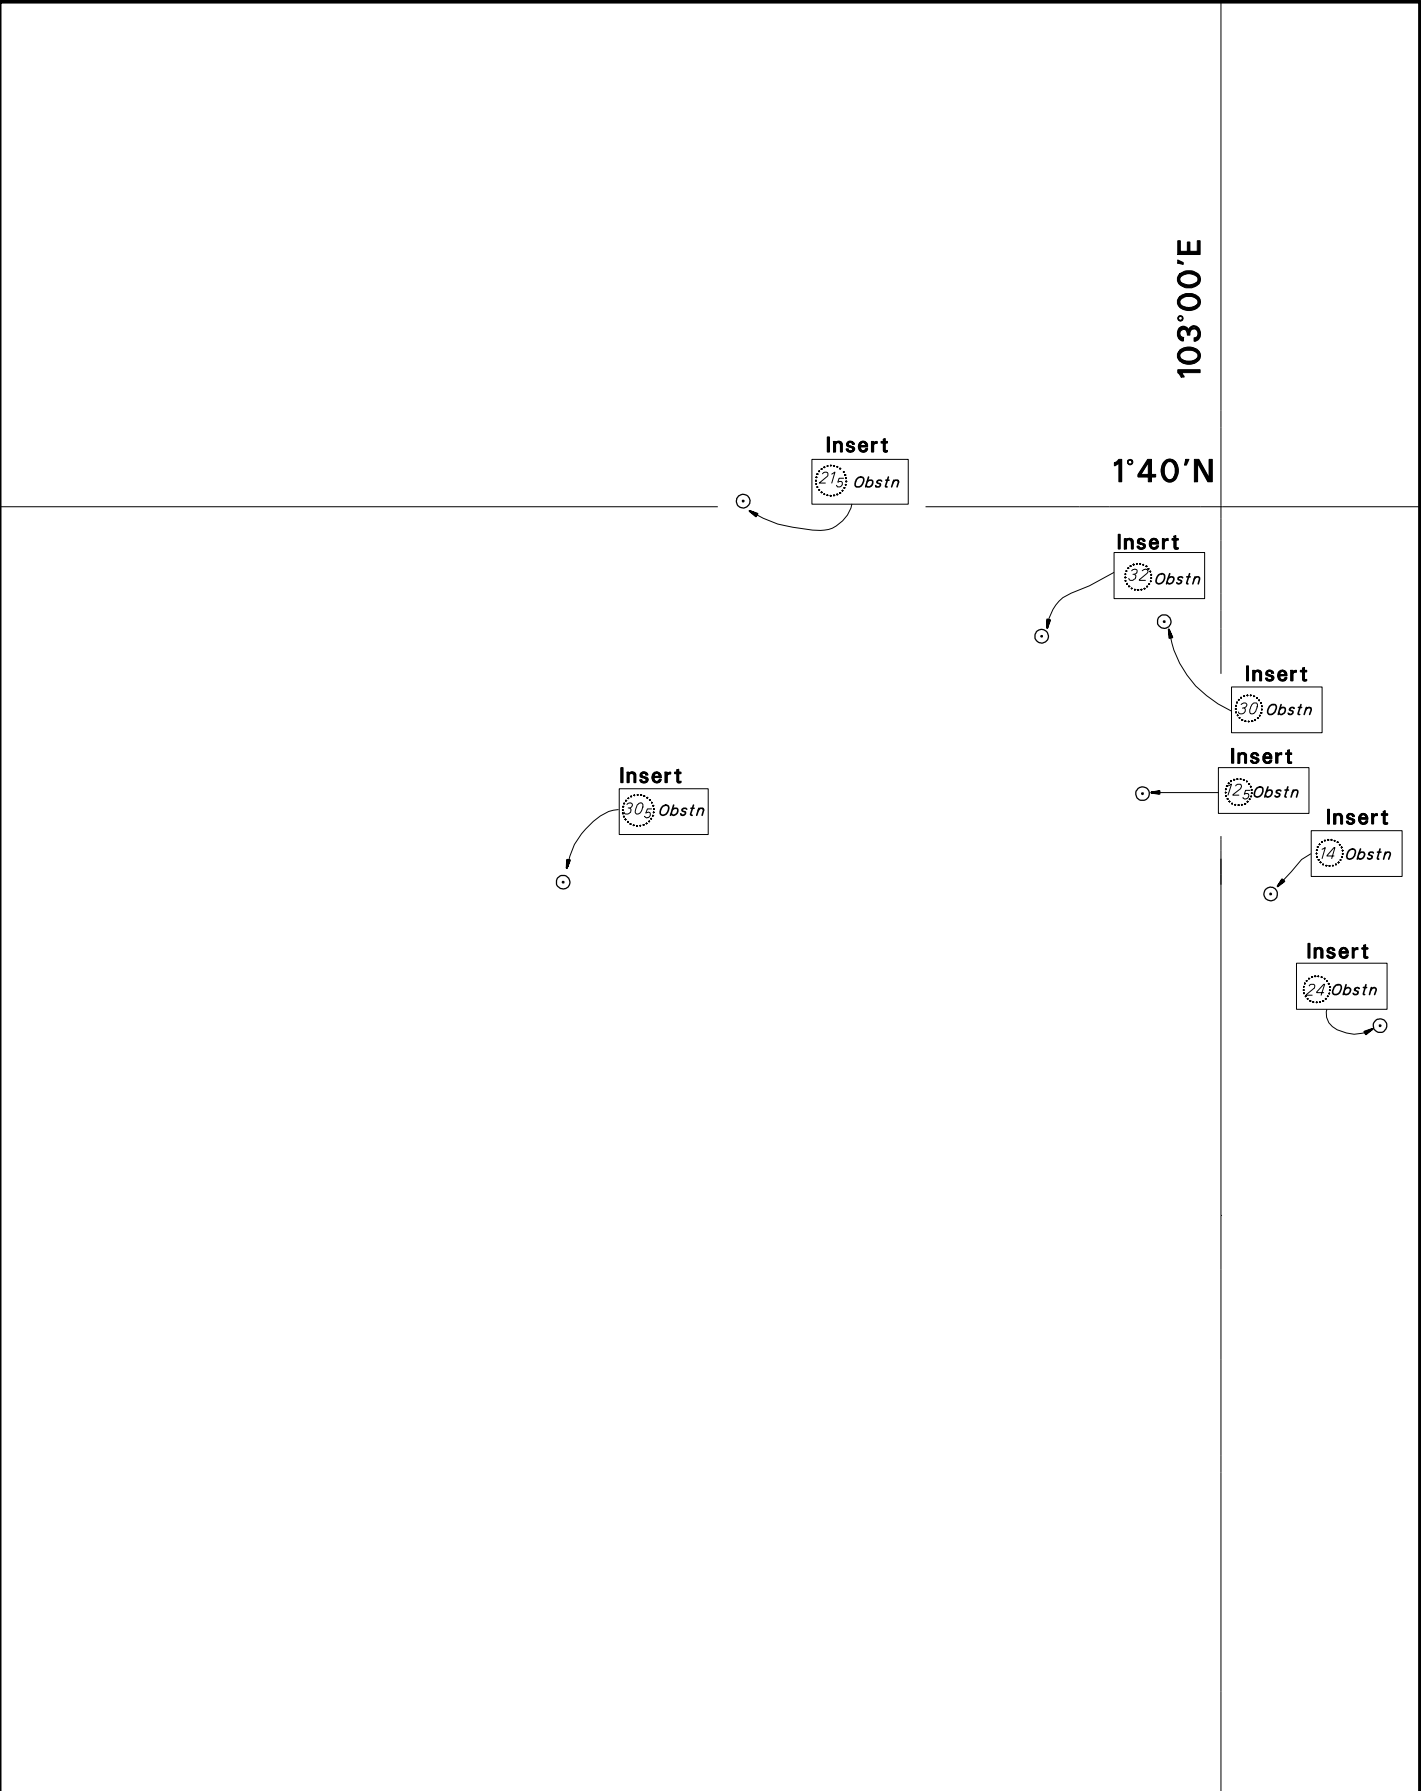 103°00'E
Insert
21₅ Obstn
1°40'N
Insert
32 Obstn
Insert
30 Obstn
Insert
12₅ Obstn
Insert
30₅ Obstn
Insert
14 Obstn
Insert
24 Obstn